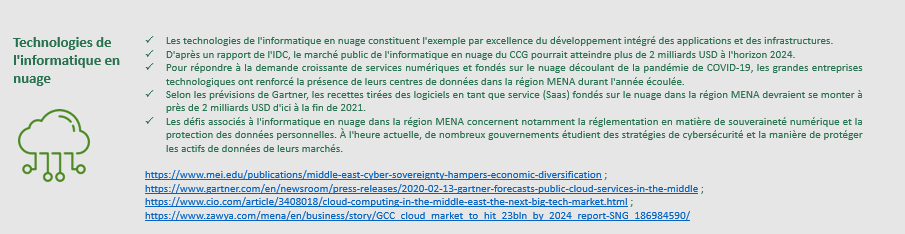 Technologies de
l'informatique en
nuage
✓ Les technologies de l'informatique en nuage constituent l'exemple par excellence du développement intégré des applications et des infrastructures.
✓ D'après un rapport de l'IDC, le marché public de l'informatique en nuage du CCG pourrait atteindre plus de 2 milliards USD à l'horizon 2024.
✓ Pour répondre à la demande croissante de services numériques et fondés sur le nuage découlant de la pandémie de COVID-19, les grandes entreprises
technologiques ont renforcé la présence de leurs centres de données dans la région MENA durant l'année écoulée.
✓ Selon les prévisions de Gartner, les recettes tirées des logiciels en tant que service (Saas) fondés sur le nuage dans la région MENA devraient se monter à
près de 2 milliards USD d'ici à la fin de 2021.
✓ Les défis associés à l'informatique en nuage dans la région MENA concernent notamment la réglementation en matière de souveraineté numérique et la
protection des données personnelles. À l'heure actuelle, de nombreux gouvernements étudient des stratégies de cybersécurité et la manière de protéger
les actifs de données de leurs marchés.
https://www.mei.edu/publications/middle-east-cyber-sovereignty-hampers-economic-diversification ;
https://www.gartner.com/en/newsroom/press-releases/2020-02-13-gartner-forecasts-public-cloud-services-in-the-middle ;
https://www.cio.com/article/3408018/cloud-computing-in-the-middle-east-the-next-big-tech-market.html ;
https://www.zawya.com/mena/en/business/story/GCC_cloud_market_to_hit_23bln_by_2024_report-SNG_186984590/